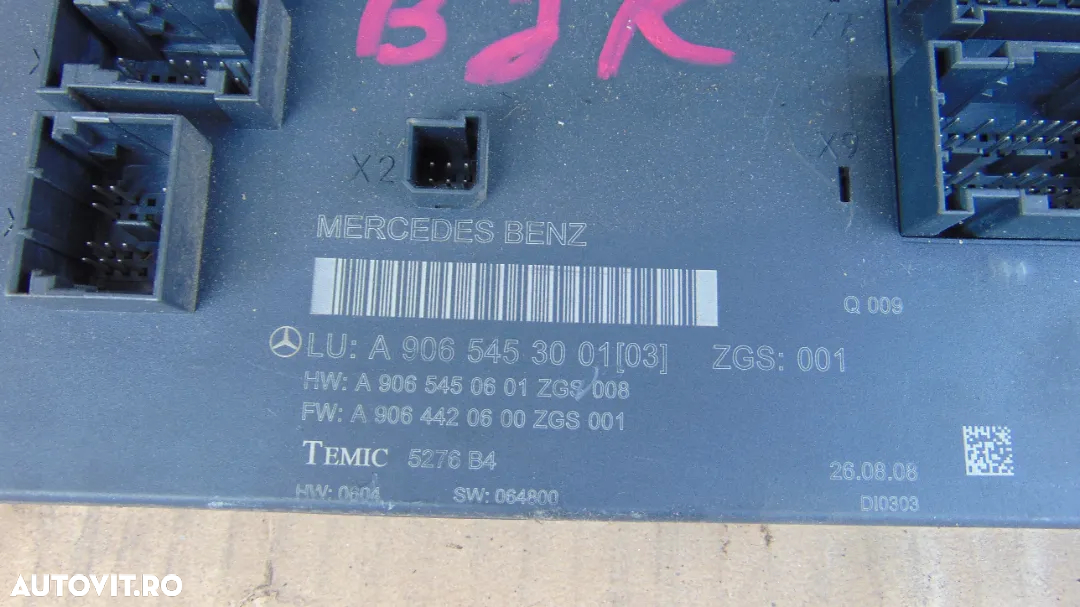 BJK
X2
X9
MERCEDES BENZ
Q 009
LU: A 906 545 30 01[03] ZGS: 001
HW: A 906 545 06 01 ZGS 008
FW: A 906 442 06 00 ZGS 001
TEMIC 5276 B4
26.08.08
HW: 0604 SW: 064800
DI0303
AUTOVIT.RO